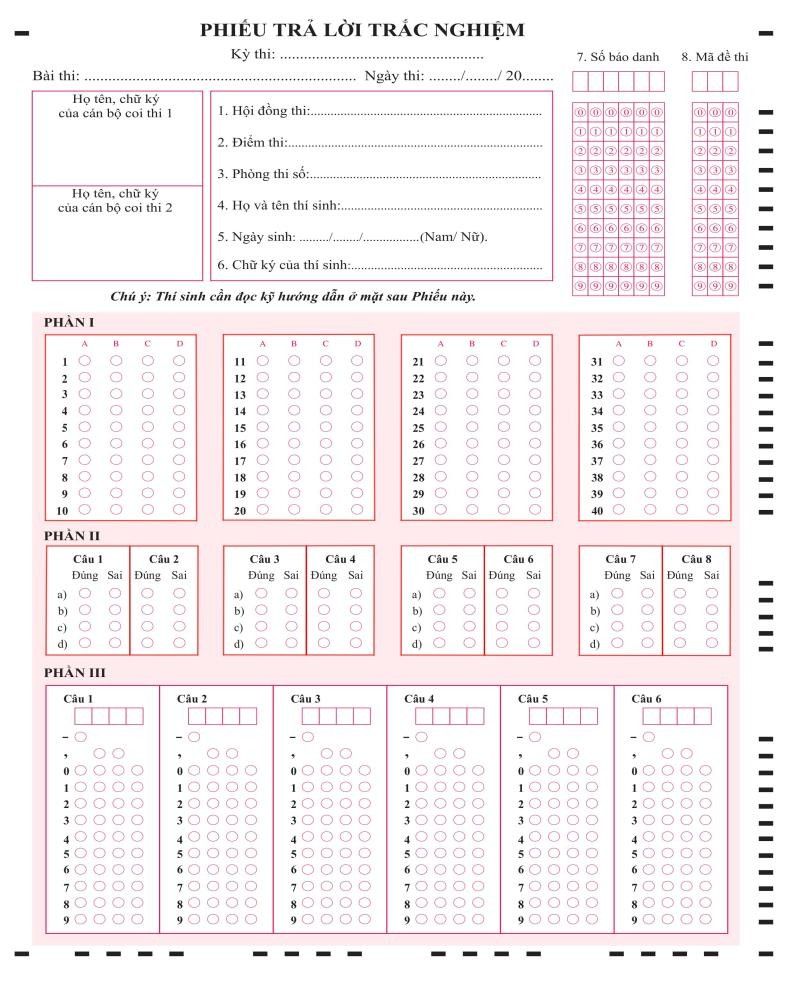 PHIẾU TRẢ LỜI TRẮC NGHIỆM
Kỳ thi: ................................................
7. Số báo danh 8. Mã đề thi
Bài thi: ................................................................ Ngày thi: ......../......../ 20........
Họ tên, chữ ký
của cán bộ coi thi 1
Họ tên, chữ ký
của cán bộ coi thi 2
1. Hội đồng thi:......................................................................
2. Điểm thi:.............................................................................
3. Phòng thi số:......................................................................
4. Họ và tên thí sinh:.............................................................
5. Ngày sinh: ........./......../.................(Nam/ Nữ).
6. Chữ ký của thí sinh:..........................................................
0 0 0 0 0 0 0 0 0
1 1 1 1 1 1 1 1 1
2 2 2 2 2 2 2 2 2
3 3 3 3 3 3 3 3 3
4 4 4 4 4 4 4 4 4
5 5 5 5 5 5 5 5 5
6 6 6 6 6 6 6 6 6
7 7 7 7 7 7 7 7 7
8 8 8 8 8 8 8 8 8
9 9 9 9 9 9 9 9 9
Chú ý: Thí sinh cần đọc kỹ hướng dẫn ở mặt sau Phiếu này.
PHẦN I
A B C D A B C D A B C D A B C D
1 11 21 31
2 12 22 32
3 13 23 33
4 14 24 34
5 15 25 35
6 16 26 36
7 17 27 37
8 18 28 38
9 19 29 39
10 20 30 40
PHẦN II
Câu 1 Câu 2 Câu 3 Câu 4 Câu 5 Câu 6 Câu 7 Câu 8
Đúng Sai Đúng Sai Đúng Sai Đúng Sai Đúng Sai Đúng Sai Đúng Sai Đúng Sai
a) a) a) a)
b) b) b) b)
c) c) c) c)
d) d) d) d)
PHẦN III
Câu 1 Câu 2 Câu 3 Câu 4 Câu 5 Câu 6
– – – – – –
, , , , , ,
0 0 0 0 0 0
1 1 1 1 1 1
2 2 2 2 2 2
3 3 3 3 3 3
4 4 4 4 4 4
5 5 5 5 5 5
6 6 6 6 6 6
7 7 7 7 7 7
8 8 8 8 8 8
9 9 9 9 9 9